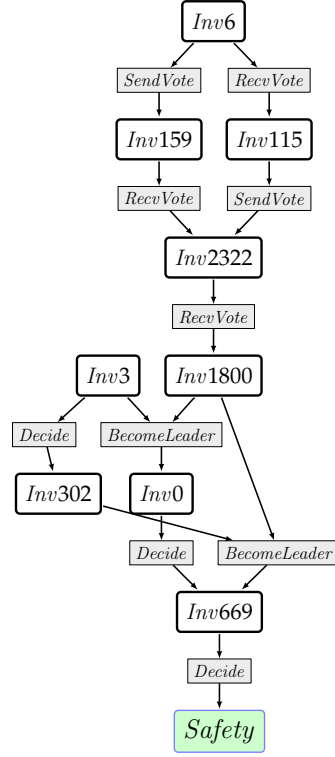 Inv6
SendVote RecvVote
Inv159 Inv115
RecvVote SendVote
Inv2322
RecvVote
Inv3 Inv1800
Decide BecomeLeader
Inv302 Inv0
Decide BecomeLeader
Inv669
Decide
Safety